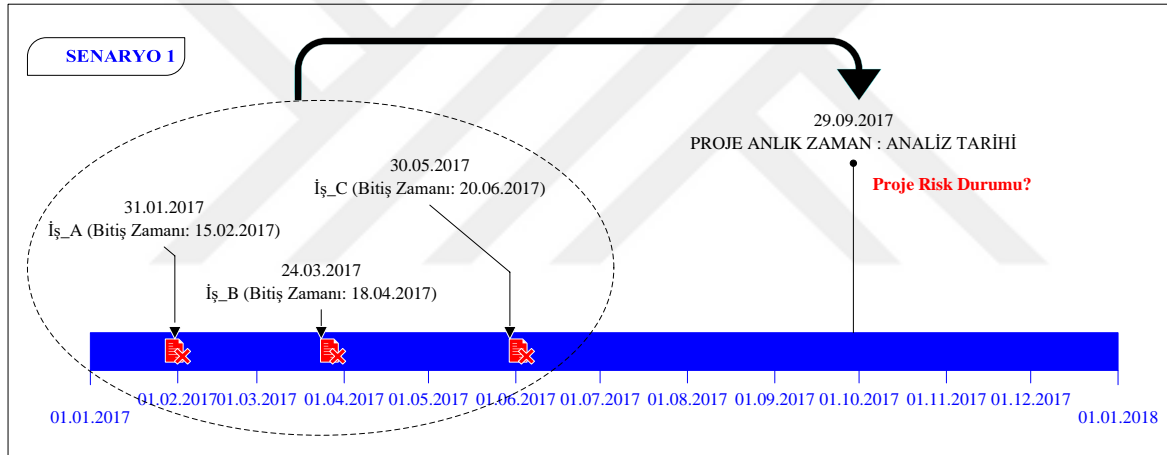 SENARYO 1
29.09.2017
PROJE ANLIK ZAMAN : ANALİZ TARİHİ
Proje Risk Durumu?
30.05.2017
İş_C (Bitiş Zamanı: 20.06.2017)
31.01.2017
İş_A (Bitiş Zamanı: 15.02.2017)
24.03.2017
İş_B (Bitiş Zamanı: 18.04.2017)
01.02.2017 01.03.2017 01.04.2017 01.05.2017 01.06.2017 01.07.2017 01.08.2017 01.09.2017 01.10.2017 01.11.2017 01.12.2017
01.01.2017 01.01.2018